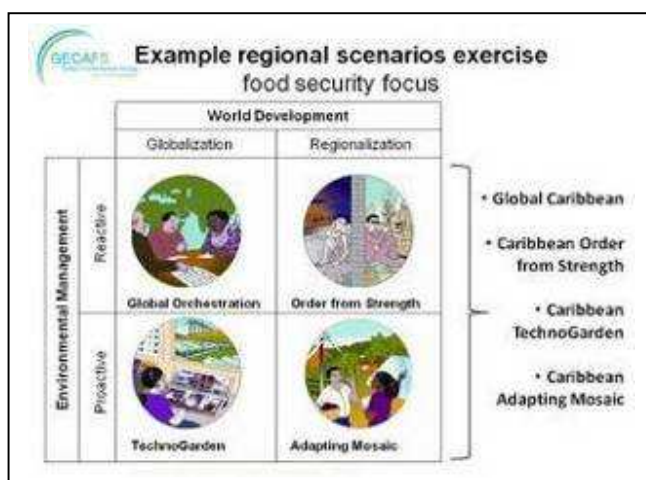 GECAFS
Example regional scenarios exercise
food security focus
World Development
Globalization
Regionalization
Environmental Management
Reactive
Proactive
Global Orchestration
Order from Strength
TechnoGarden
Adapting Mosaic
• Global Caribbean
• Caribbean Order
from Strength
• Caribbean
TechnoGarden
• Caribbean
Adapting Mosaic